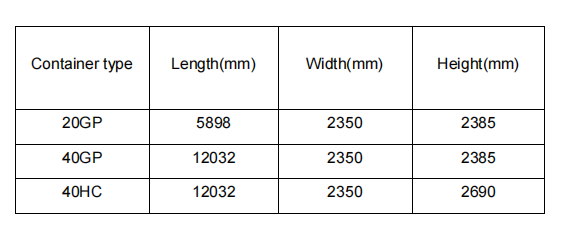 Container type Length(mm) Width(mm) Height(mm)
20GP 5898 2350 2385
40GP 12032 2350 2385
40HC 12032 2350 2690